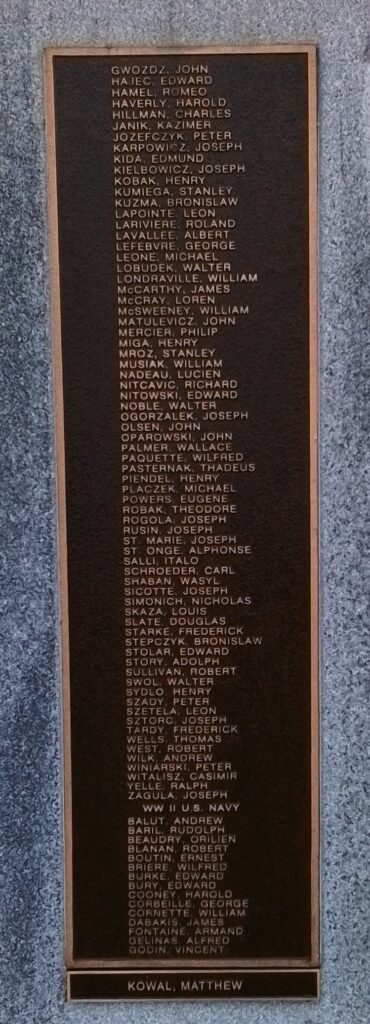 GWOZDZ, JOHN
HAJEC, EDWARD
HAMEL, ROMEO
HAVERLY, HAROLD
HILLMAN, CHARLES
JANIK, KAZIMER
JOZEFCZYK, PETER
KARPOWICZ, JOSEPH
KIDA, EDMUND
KIELBOWICZ, JOSEPH
KOBAK, HENRY
KUMIEGA, STANLEY
KUZMA, BRONISLAW
LAPOINTE, LEON
LARIVIERE, ROLAND
LAVALLEE, ALBERT
LEFEBVRE, GEORGE
LEONE, MICHAEL
LOBUDEK, WALTER
LONDRAVILLE, WILLIAM
McCARTHY, JAMES
McCRAY, LOREN
McSWEENEY, WILLIAM
MATULEVICZ, JOHN
MERCIER, PHILIP
MIGA, HENRY
MROZ, STANLEY
MUSIAK, WILLIAM
NADEAU, LUCIEN
NITCAVIC, RICHARD
NITOWSKI, EDWARD
NOBLE, WALTER
OGORZALEK, JOSEPH
OLSEN, JOHN
OPAROWSKI, JOHN
PALMER, WALLACE
PAQUETTE, WILFRED
PASTERNAK, THADEUS
PIENDEL, HENRY
PLACZEK, MICHAEL
POWERS, EUGENE
ROBAK, THEODORE
ROGOLA, JOSEPH
RUSIN, JOSEPH
ST. MARIE, JOSEPH
ST. ONGE, ALPHONSE
SALLI, ITALO
SCHROEDER, CARL
SHABAN, WASYL
SICOTTE, JOSEPH
SIMONICH, NICHOLAS
SKAZA, LOUIS
SLATE, DOUGLAS
STARKE, FREDERICK
STEPCZYK, BRONISLAW
STOLAR, EDWARD
STORY, ADOLPH
SULLIVAN, ROBERT
SWOL, WALTER
SYDLO, HENRY
SZADY, PETER
SZETELA, LEON
SZTORC, JOSEPH
TARDY, FREDERICK
WELLS, THOMAS
WEST, ROBERT
WILK, ANDREW
WINIARSKI, PETER
WITALISZ, CASIMIR
YELLE, RALPH
ZAGULA, JOSEPH
WW II U.S. NAVY
BALUT, ANDREW
BARIL, RUDOLPH
BEAUDRY, ORILIEN
BLANAN, ROBERT
BOUTIN, ERNEST
BRIERE, WILFRED
BURKE, EDWARD
BURY, EDWARD
COONEY, HAROLD
CORBEILLE, GEORGE
CORNETTE, WILLIAM
DABAKIS, JAMES
FONTAINE, ARMAND
GELINAS, ALFRED
GODIN, VINCENT
KOWAL, MATTHEW